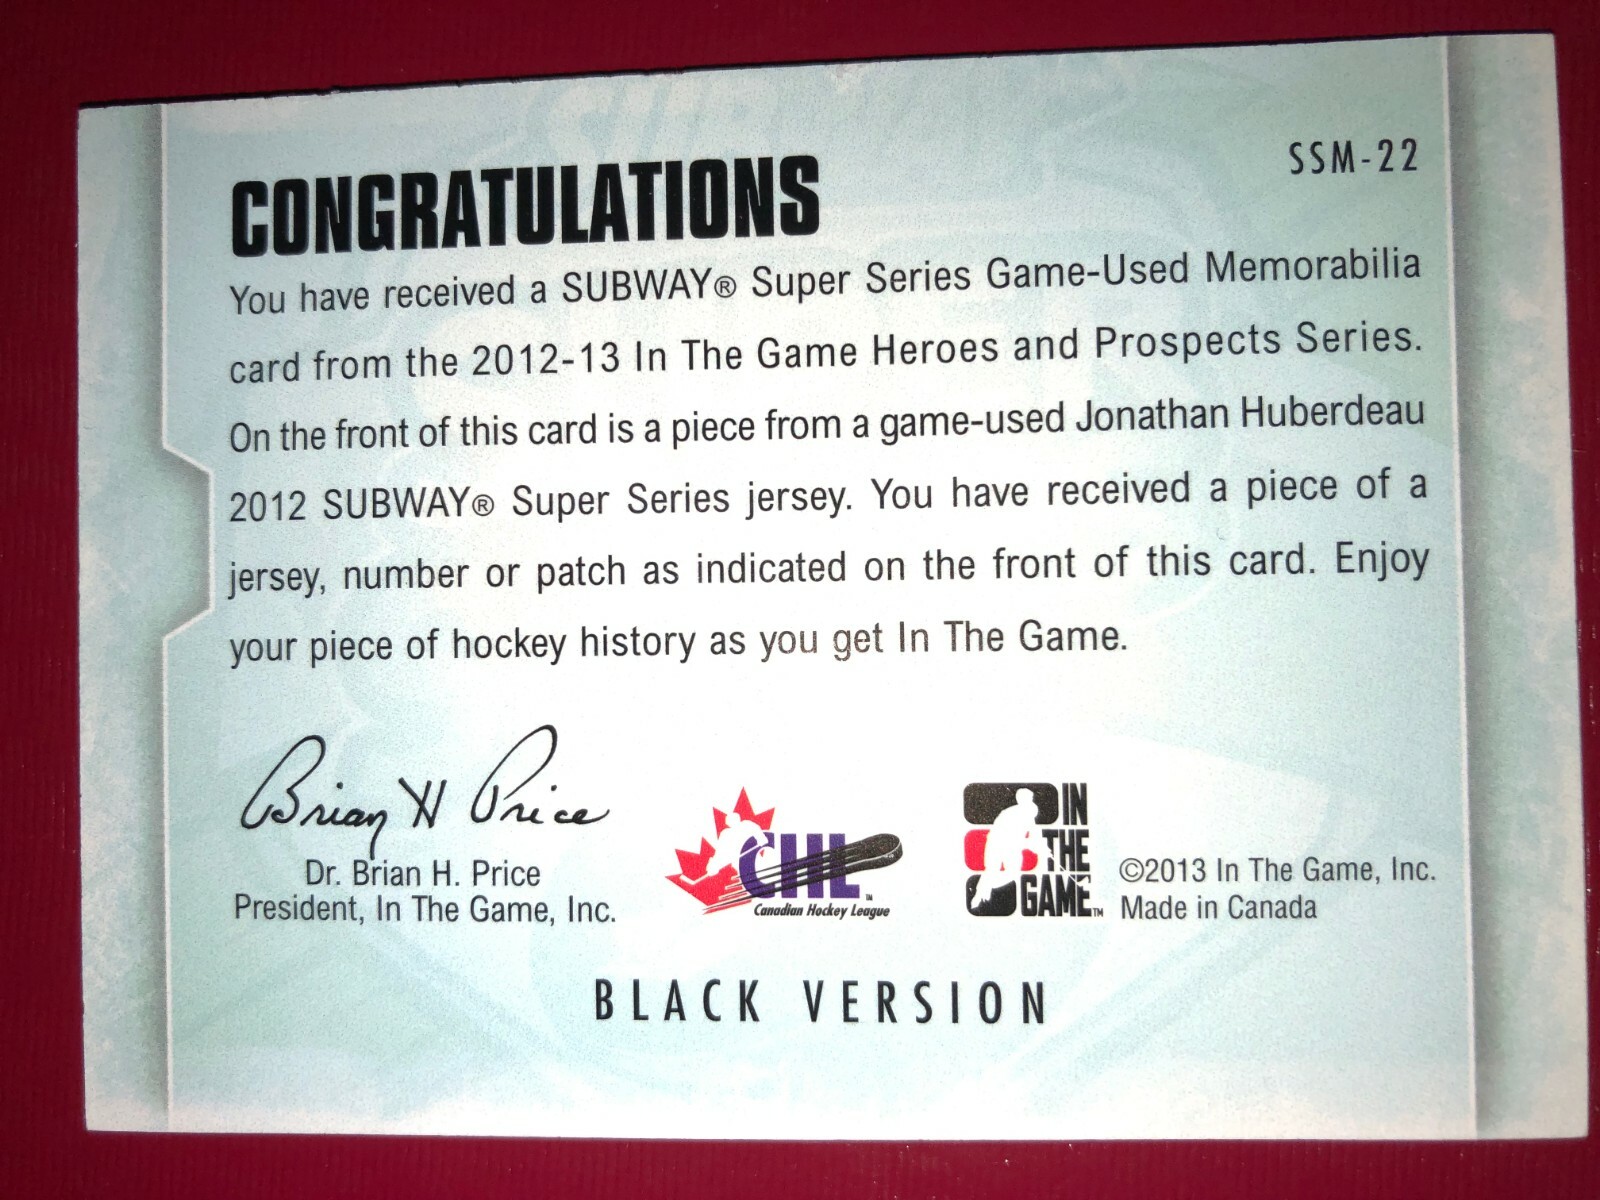 SSM-22
CONGRATULATIONS
You have received a SUBWAY® Super Series Game-Used Memorabilia
card from the 2012-13 In The Game Heroes and Prospects Series.
On the front of this card is a piece from a game-used Jonathan Huberdeau
2012 SUBWAY® Super Series jersey. You have received a piece of a
jersey, number or patch as indicated on the front of this card. Enjoy
your piece of hockey history as you get In The Game.
Brian H Price
Dr. Brian H. Price
President, In The Game, Inc.
CHL™
Canadian Hockey League
IN
THE
GAME™
©2013 In The Game, Inc.
Made in Canada
BLACK VERSION